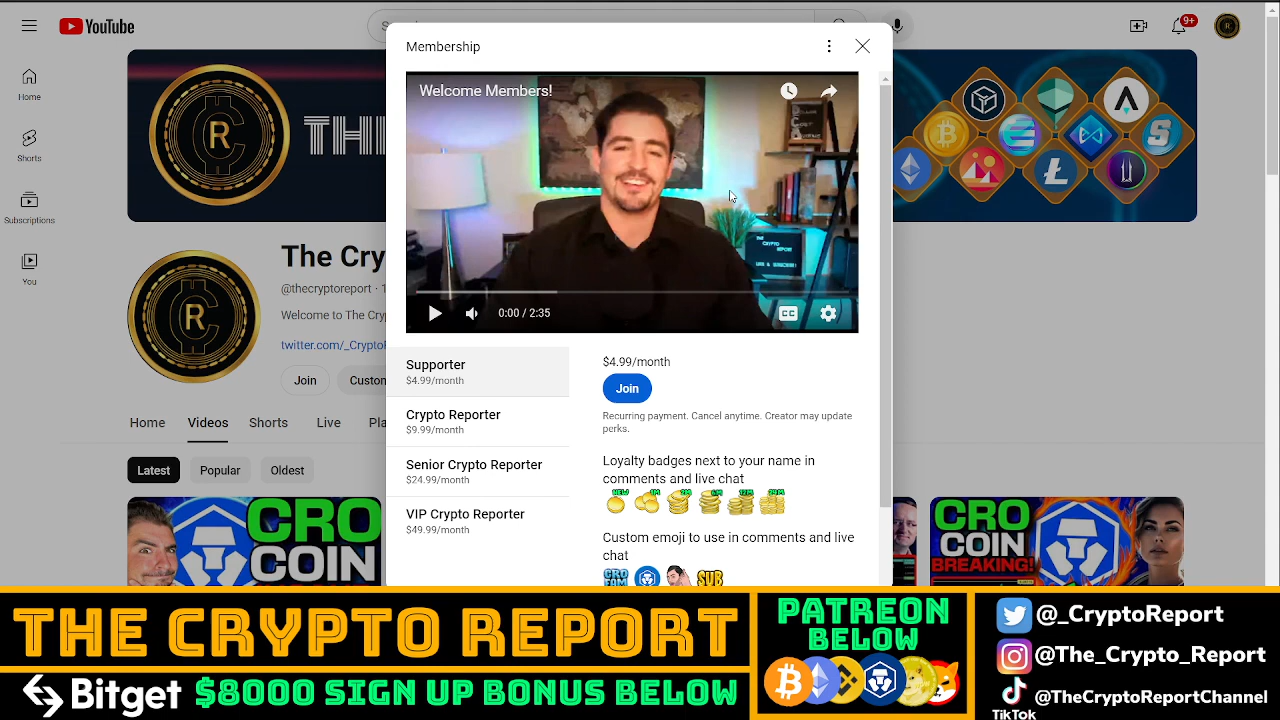 YouTube
Membership
9+
Home
Shorts
Subscriptions
You
Welcome Members!
0:00 / 2:35
CC
The Cry
@thecryptoreport
Welcome to The Cry
Join
Home
Videos
Shorts
Live
Latest
Popular
Oldest
Supporter
$4.99/month
Crypto Reporter
$9.99/month
Senior Crypto Reporter
$24.99/month
VIP Crypto Reporter
$49.99/month
$4.99/month
Join
Recurring payment. Cancel anytime. Creator may update
perks.
Loyalty badges next to your name in
comments and live chat
Custom emoji to use in comments and live
chat
CRO
FAM
SUB
CRO
COIN
CRO
COIN
BREAKING!
THE CRYPTO REPORT
Bitget $8000 SIGN UP BONUS BELOW
PATREON
BELOW
@_CryptoReport
@The_Crypto_Report
@TheCryptoReportChannel
TikTok